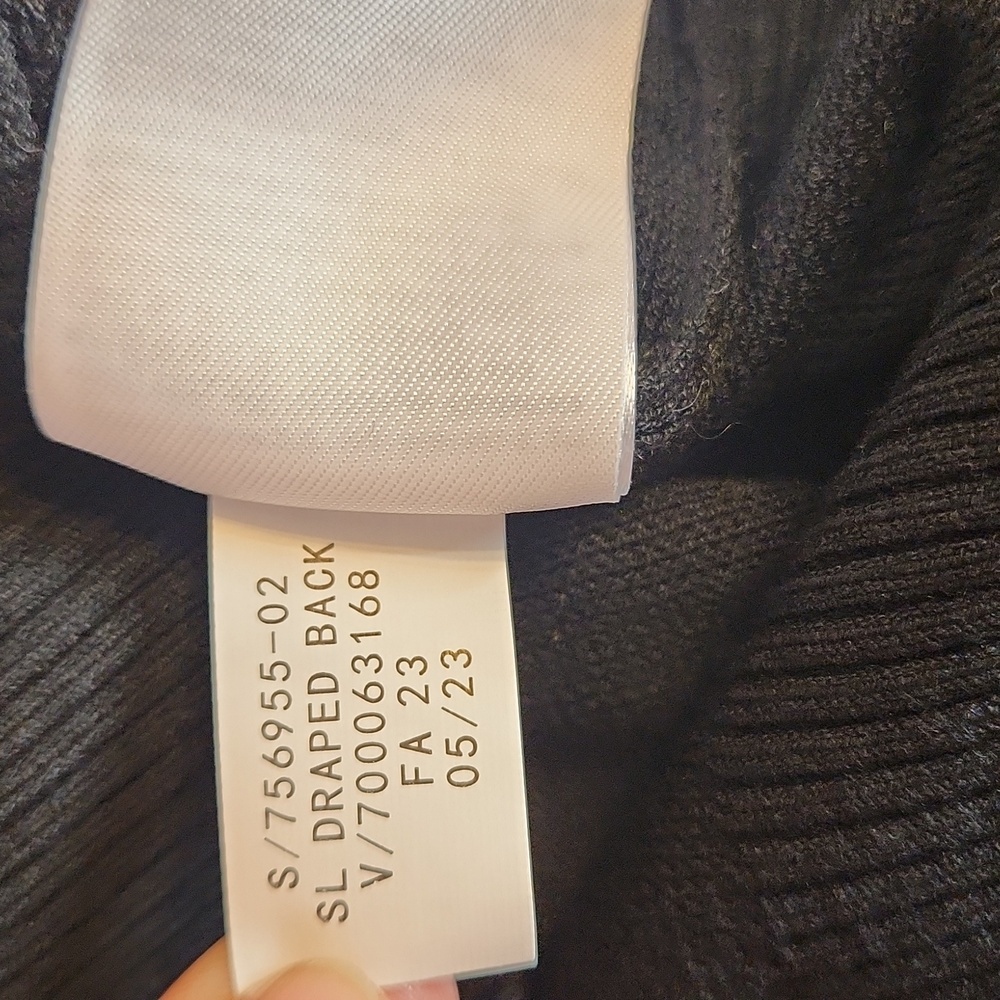 S/756955-02
SL DRAPED BACK
V/700063168
FA 23
05/23